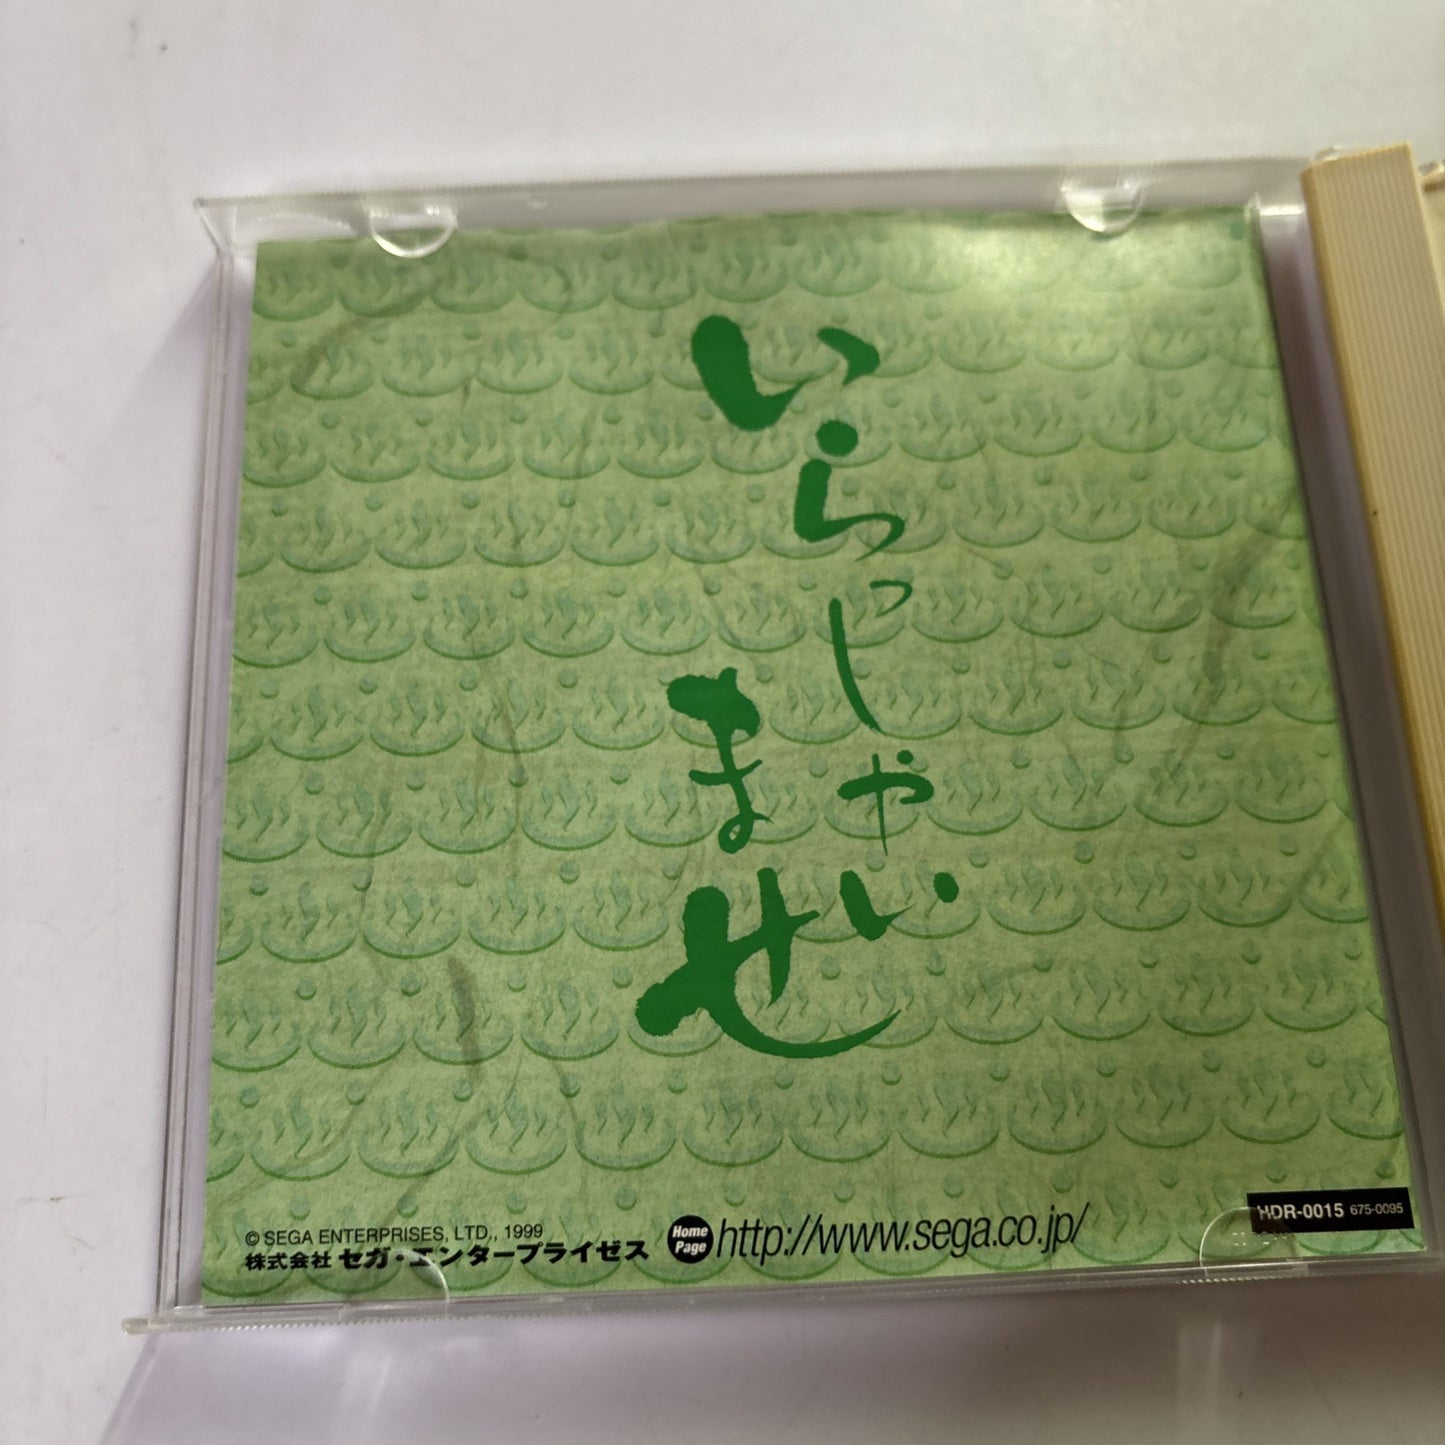 いらっしゃい
ませ
© SEGA ENTERPRISES, LTD., 1999
株式会社 セガ・エンタープライゼス
Home Page http://www.sega.co.jp/
HDR-0015 675-0095